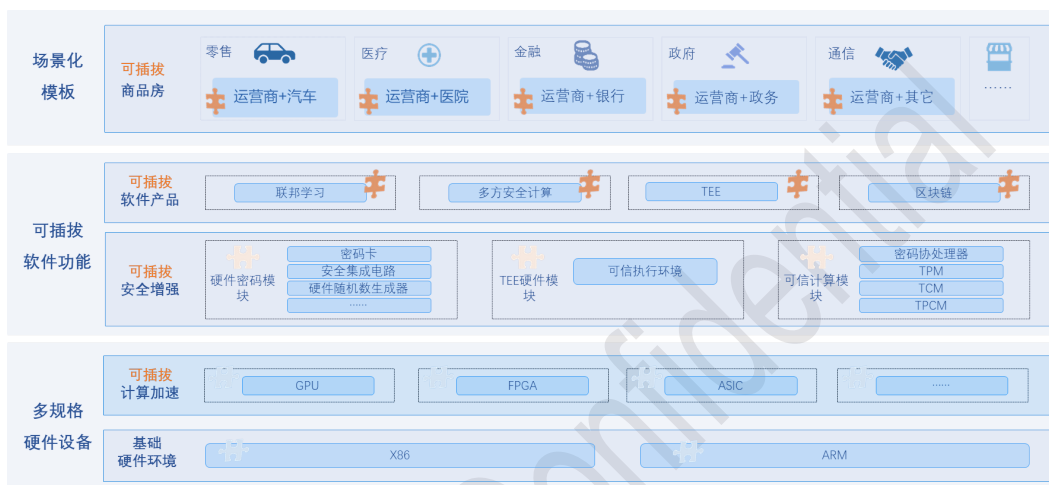 场景化
模板
可插拔
商品房
零售
运营商+汽车
医疗
运营商+医院
金融
运营商+银行
政府
运营商+政务
通信
运营商+其它
……
可插拔
软件功能
可插拔
软件产品
联邦学习
多方安全计算
TEE
区块链
可插拔
安全增强
硬件密码模
块
密码卡
安全集成电路
硬件随机数生成器
……
TEE硬件模
块
可信执行环境
可信计算模
块
密码协处理器
TPM
TCM
TPCM
多规格
硬件设备
可插拔
计算加速
GPU
FPGA
ASIC
……
基础
硬件环境
X86
ARM
Confidential